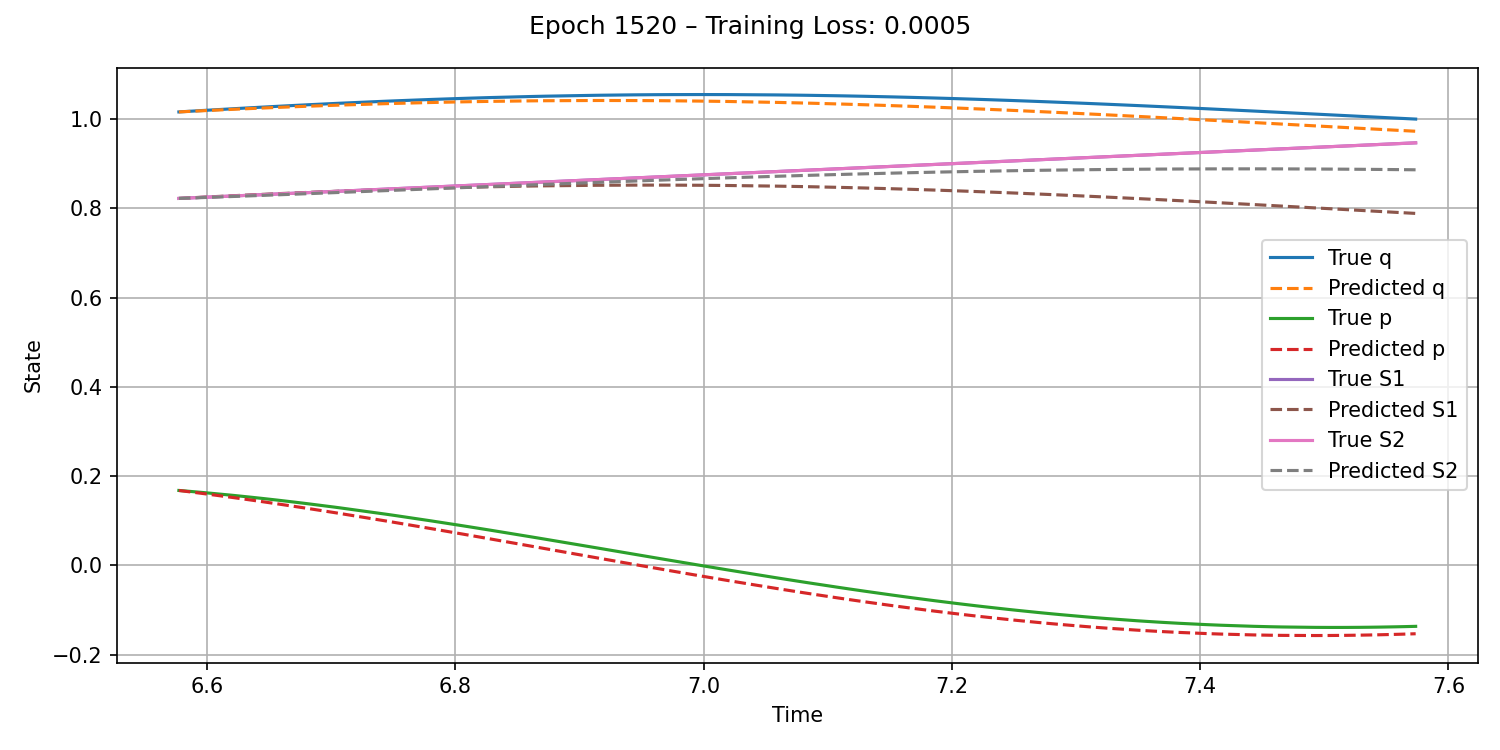 Epoch 1520 – Training Loss: 0.0005
State
1.0
0.8
0.6
0.4
0.2
0.0
−0.2
True q
Predicted q
True p
Predicted p
True S1
Predicted S1
True S2
Predicted S2
6.6 6.8 7.0 7.2 7.4 7.6
Time